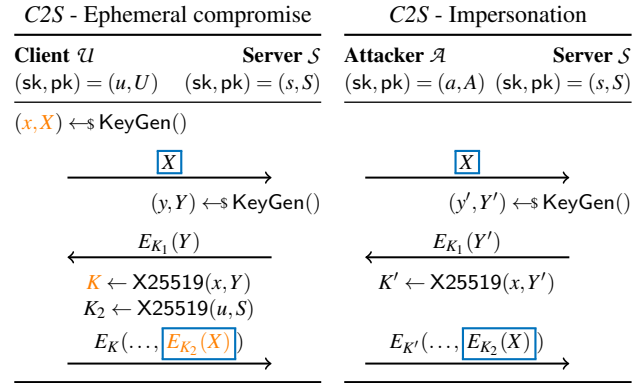 C2S - Ephemeral compromise
Client 𝒰 Server 𝒮
(sk, pk) = (u, U) (sk, pk) = (s, S)
(x, X) ←$ KeyGen()
X
(y, Y) ←$ KeyGen()
E_{K_1}(Y)
K ← X25519(x, Y)
K_2 ← X25519(u, S)
E_K(..., E_{K_2}(X))
C2S - Impersonation
Attacker 𝒜 Server 𝒮
(sk, pk) = (a, A) (sk, pk) = (s, S)
X
(y′, Y′) ←$ KeyGen()
E_{K_1}(Y′)
K′ ← X25519(x, Y′)
E_{K′}(..., E_{K_2}(X))